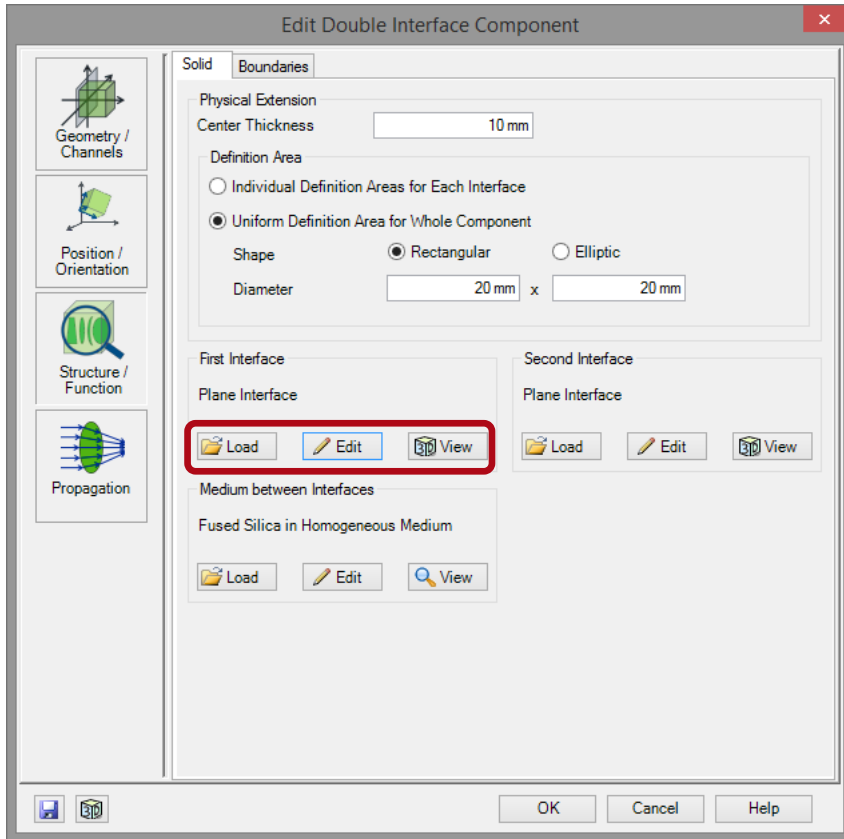 Edit Double Interface Component
Geometry /
Channels
Position /
Orientation
Structure /
Function
Propagation
Solid Boundaries
Physical Extension
Center Thickness 10 mm
Definition Area
Individual Definition Areas for Each Interface
Uniform Definition Area for Whole Component
Shape Rectangular Elliptic
Diameter 20 mm x 20 mm
First Interface Second Interface
Plane Interface Plane Interface
Load Edit 3D View Load Edit 3D View
Medium between Interfaces
Fused Silica in Homogeneous Medium
Load Edit View
3D OK Cancel Help